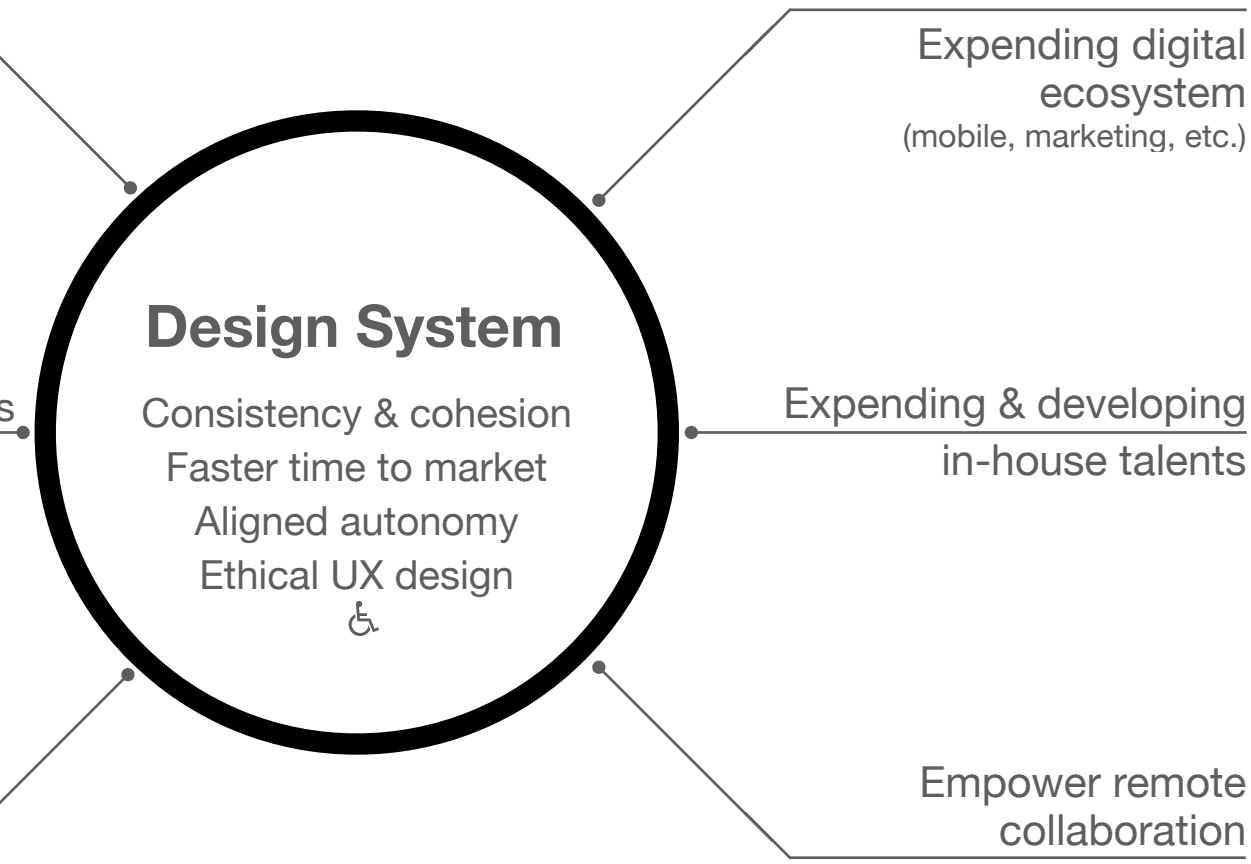 Expending digital
ecosystem
(mobile, marketing, etc.)
Design System
Consistency & cohesion
Faster time to market
Aligned autonomy
Ethical UX design
s
Expending & developing
in-house talents
Empower remote
collaboration